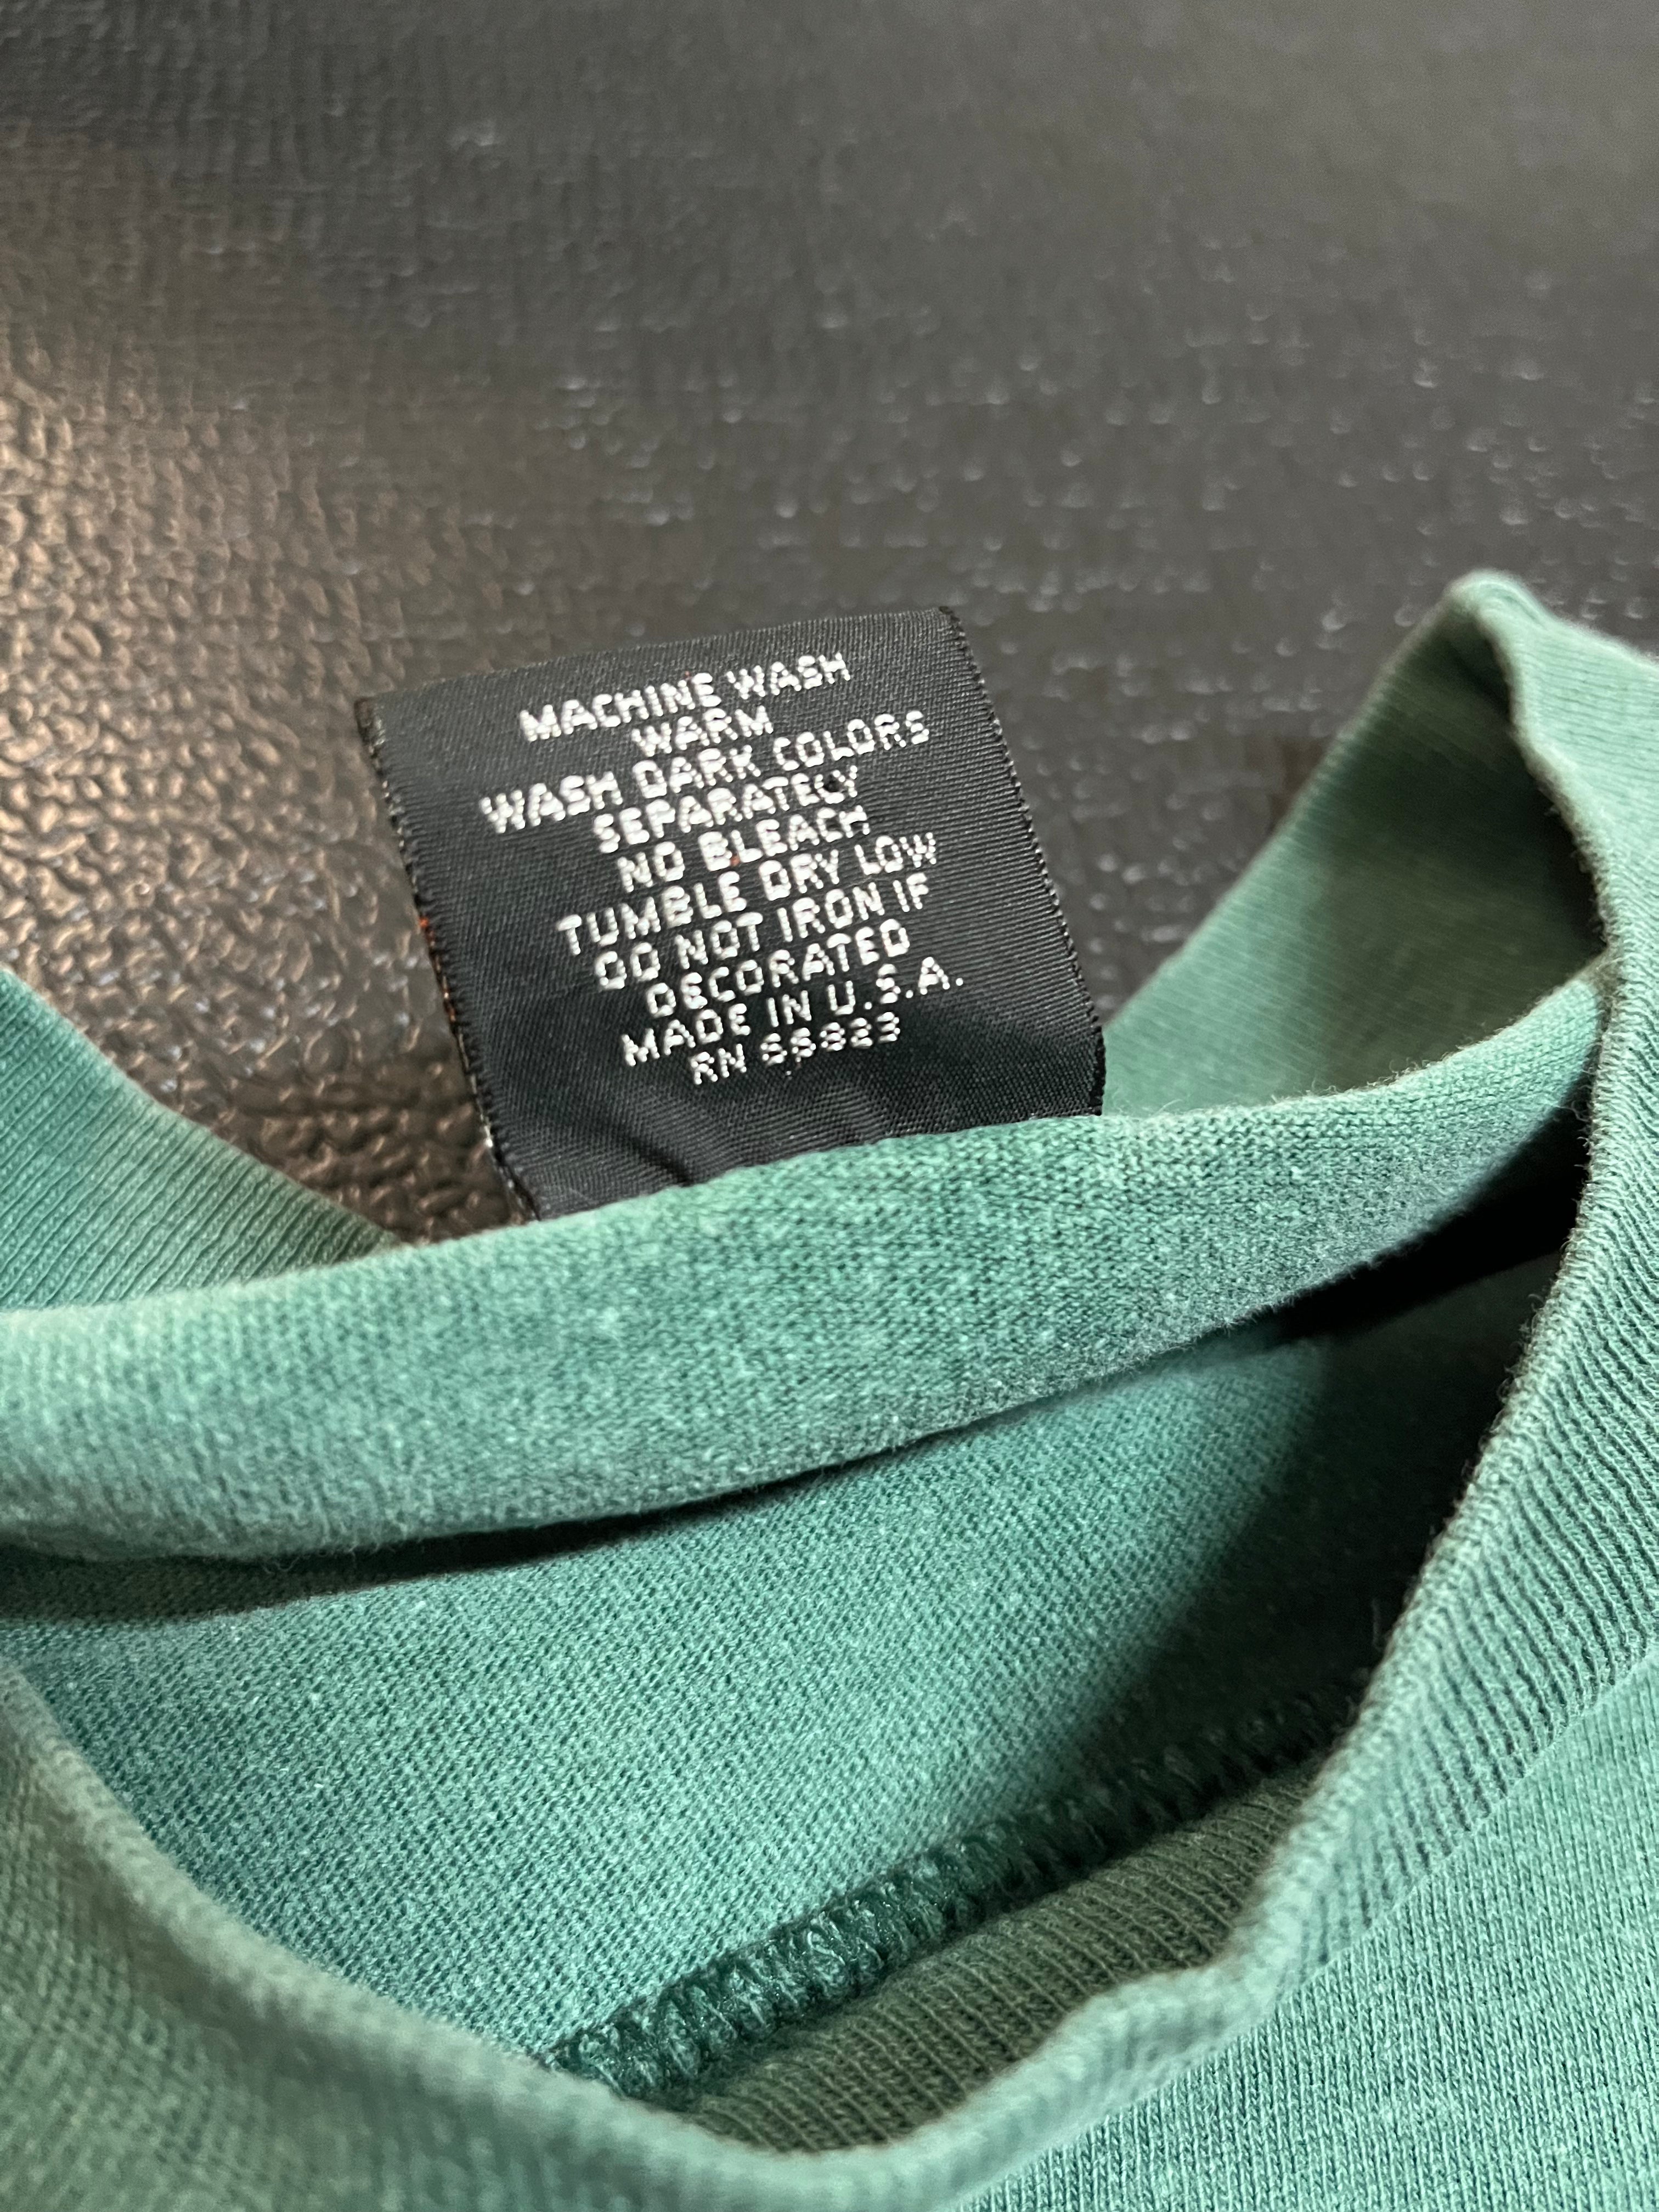 MACHINE WASH
WARM
WASH DARK COLORS
SEPARATELY
NO BLEACH
TUMBLE DRY LOW
DO NOT IRON IF
DECORATED
MADE IN U.S.A.
RN